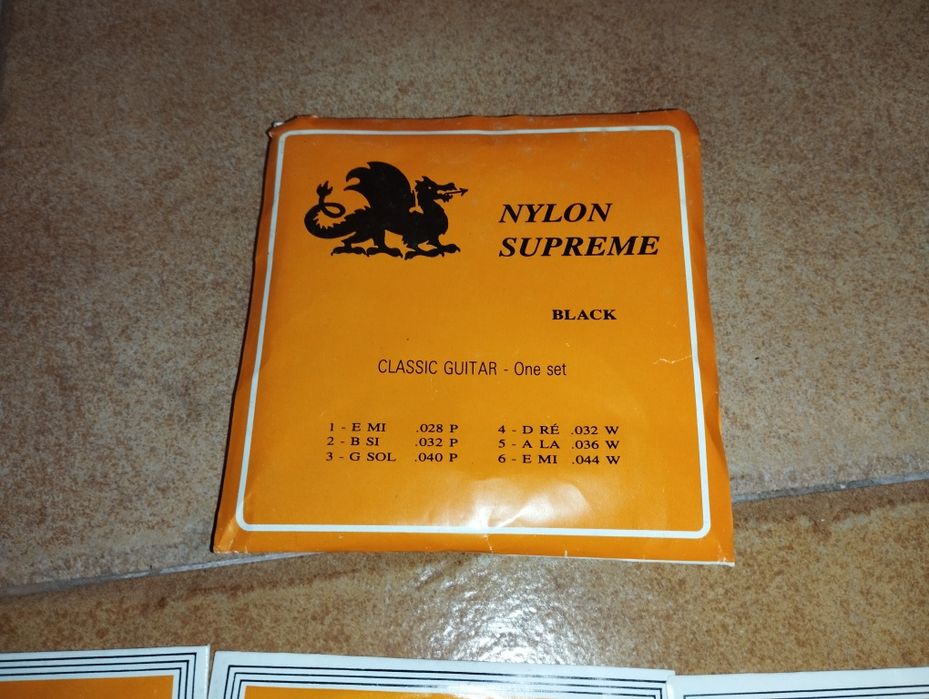 NYLON
SUPREME
BLACK
CLASSIC GUITAR - One set
1 - E MI .028 P
2 - B SI .032 P
3 - G SOL .040 P
4 - D RÉ .032 W
5 - A LA .036 W
6 - E MI .044 W